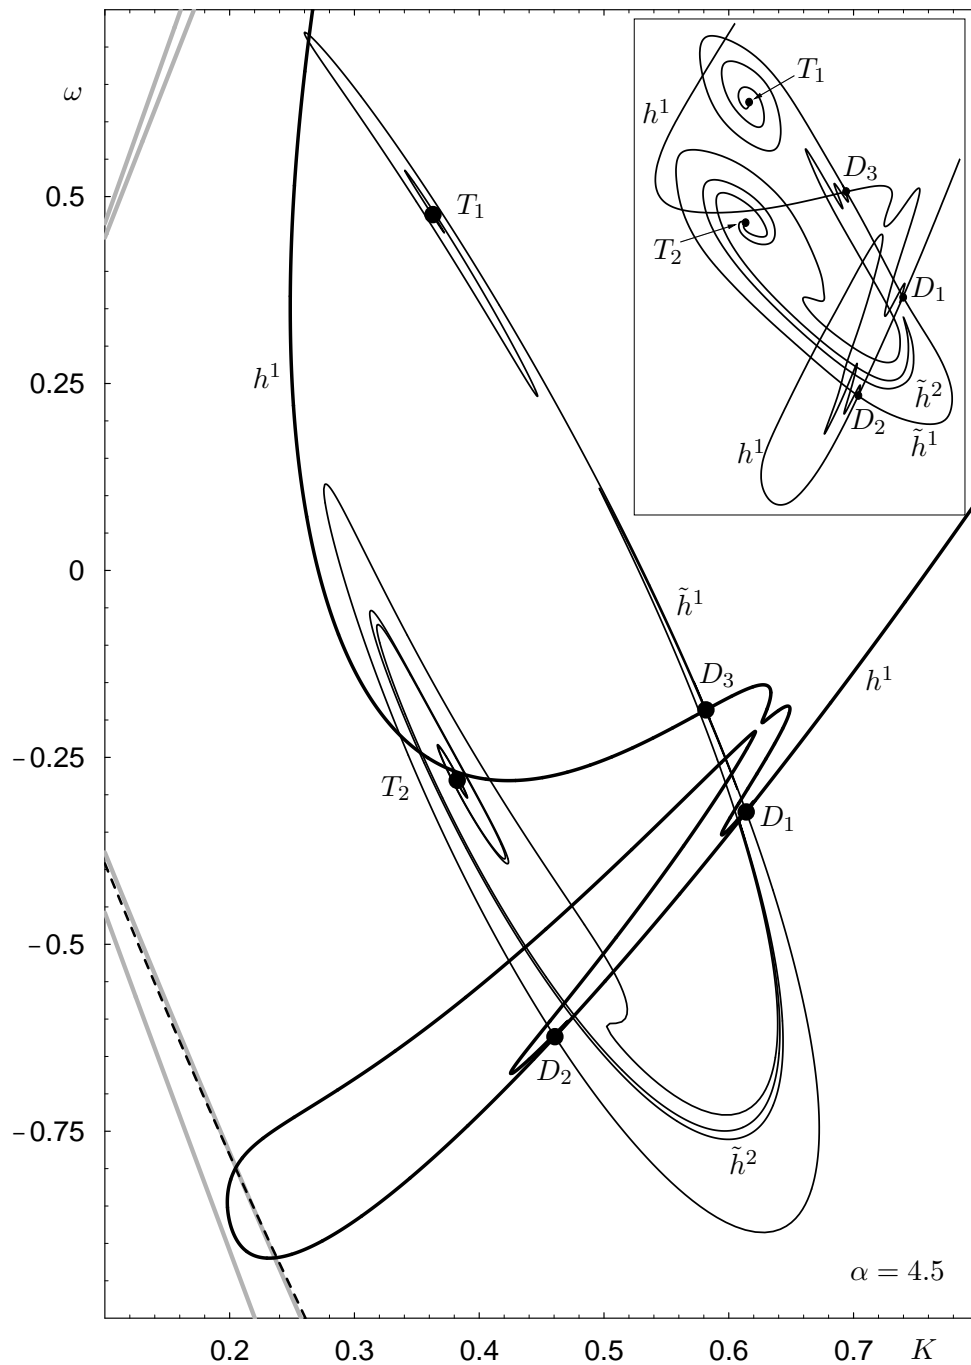 ω
0.5
0.25
0
−0.25
−0.5
−0.75
0.2
0.3
0.4
0.5
0.6
0.7
K
T₁
h¹
h̃¹
D₃
h¹
T₂
D₁
D₂
h̃²
α = 4.5
T₁
h¹
D₃
T₂
D₁
h̃²
D₂
h̃¹
h¹